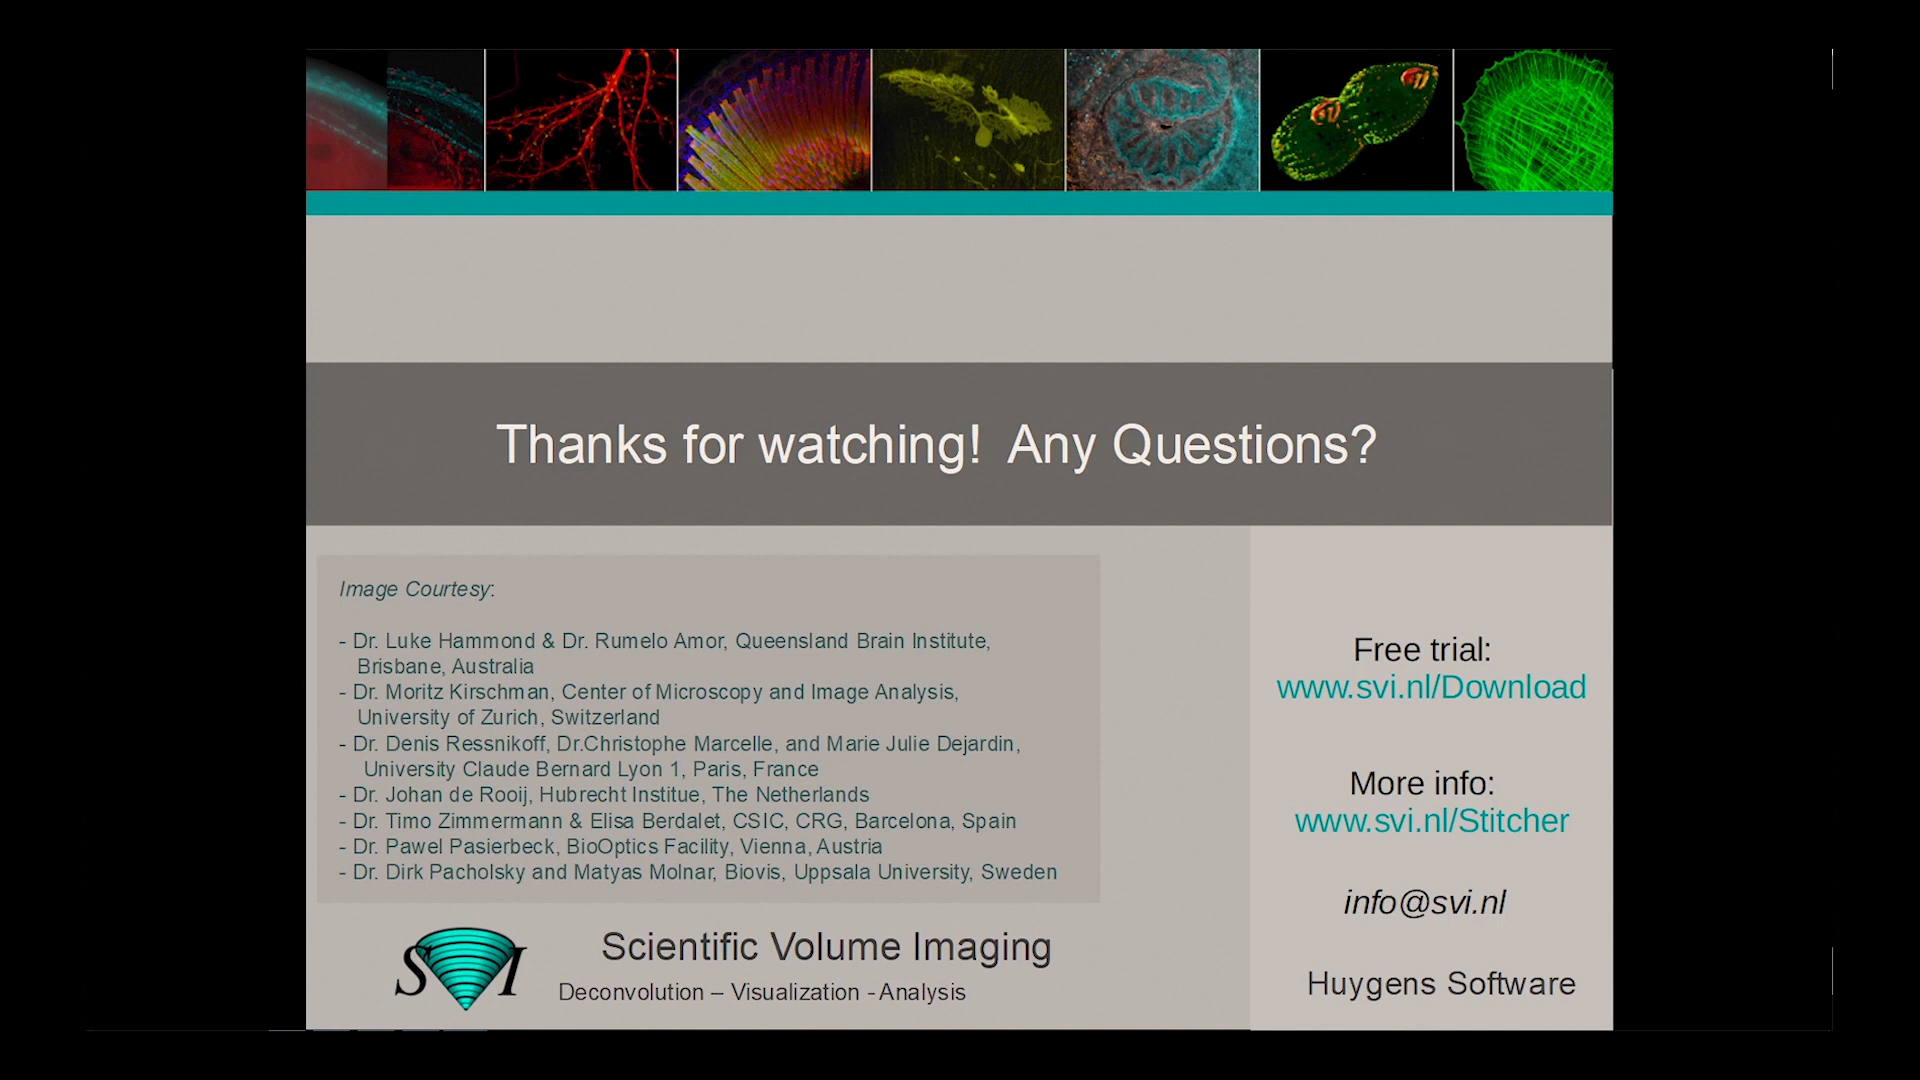 Thanks for watching!  Any Questions?
Image Courtesy:
- Dr. Luke Hammond & Dr. Rumelo Amor, Queensland Brain Institute,
Brisbane, Australia
- Dr. Moritz Kirschman, Center of Microscopy and Image Analysis,
University of Zurich, Switzerland
- Dr. Denis Ressnikoff, Dr.Christophe Marcelle, and Marie Julie Dejardin,
University Claude Bernard Lyon 1, Paris, France
- Dr. Johan de Rooij, Hubrecht Institue, The Netherlands
- Dr. Timo Zimmermann & Elisa Berdalet, CSIC, CRG, Barcelona, Spain
- Dr. Pawel Pasierbeck, BioOptics Facility, Vienna, Austria
- Dr. Dirk Pacholsky and Matyas Molnar, Biovis, Uppsala University, Sweden
SVI
Scientific Volume Imaging
Deconvolution – Visualization - Analysis
Free trial:
www.svi.nl/Download
More info:
www.svi.nl/Stitcher
info@svi.nl
Huygens Software